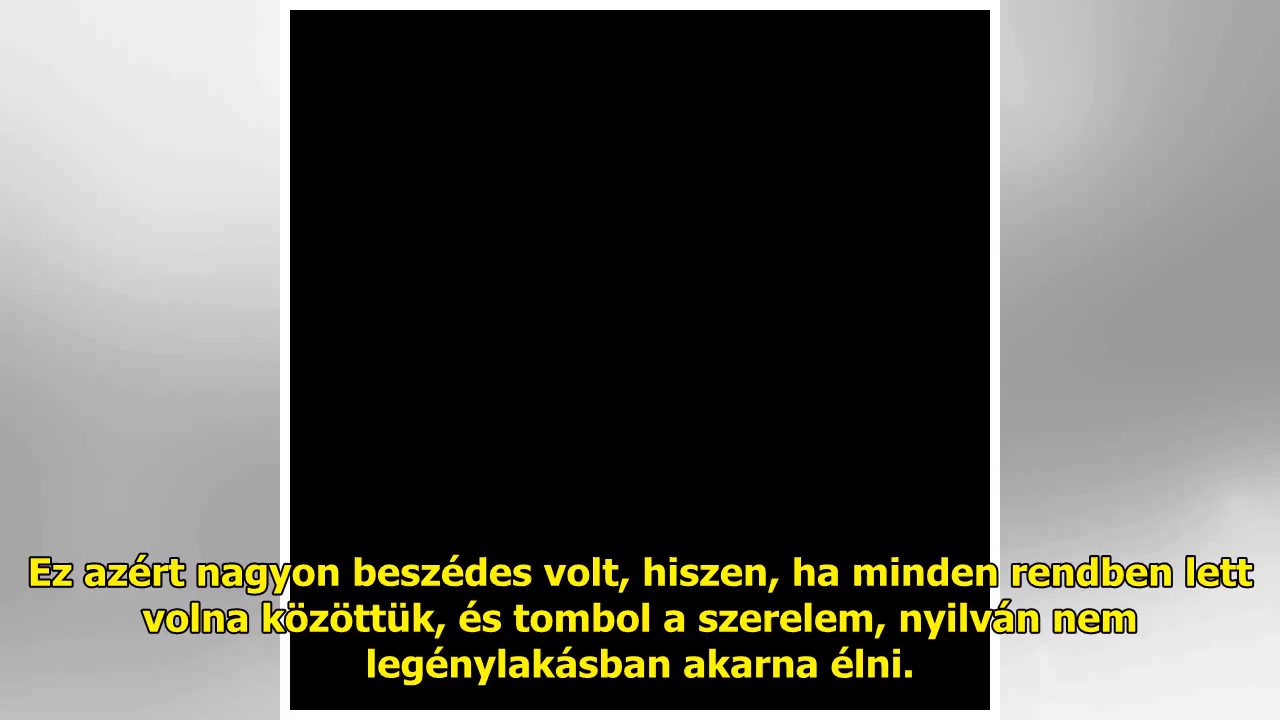 Ez azért nagyon beszédes volt, hiszen, ha minden rendben lett
volna közöttük, és tombol a szerelem, nyilván nem
legénylakásban akarna élni.